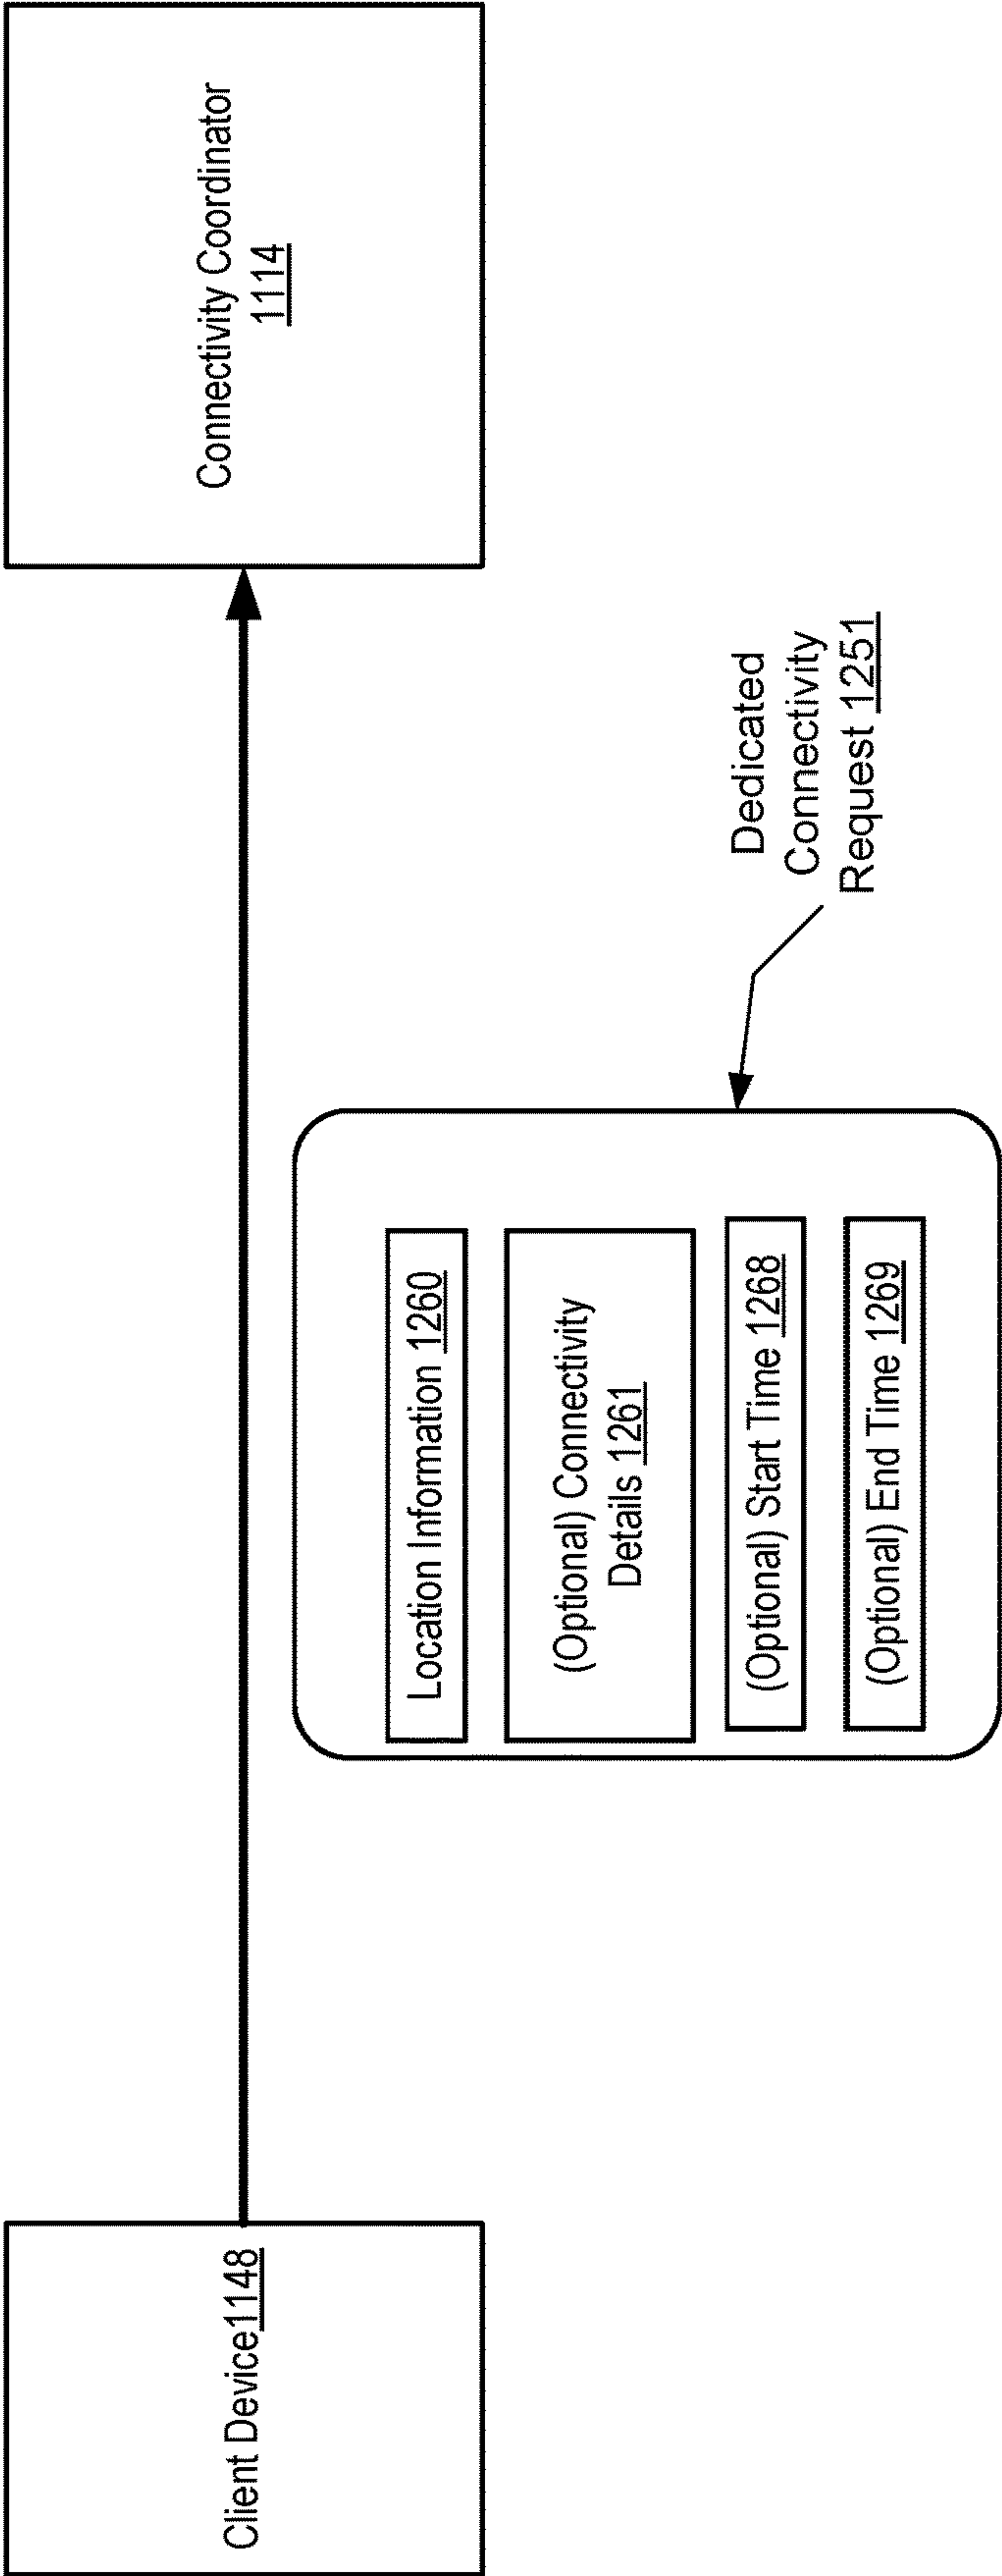 Client Device1148
Connectivity Coordinator
1114
Location Information 1260
(Optional) Connectivity
Details 1261
(Optional) Start Time 1268
(Optional) End Time 1269
Dedicated
Connectivity
Request 1251